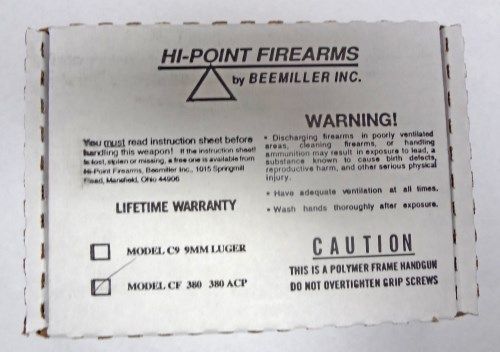 HI-POINT FIREARMS
by BEEMILLER INC.
You must read instruction sheet before
handling this weapon! If the instruction sheet
is lost, stolen or missing, a free one is available from
Hi-Point Firearms, Beemiller Inc., 1015 Springmill
Road, Mansfield, Ohio 44906
LIFETIME WARRANTY
MODEL C9 9MM LUGER
MODEL CF 380 380 ACP
WARNING!
• Discharging firearms in poorly ventilated
areas, cleaning firearms, or handling
ammunition may result in exposure to lead, a
substance known to cause birth defects,
reproductive harm, and other serious physical
injury.
• Have adequate ventilation at all times.
• Wash hands thoroughly after exposure.
CAUTION
THIS IS A POLYMER FRAME HANDGUN
DO NOT OVERTIGHTEN GRIP SCREWS